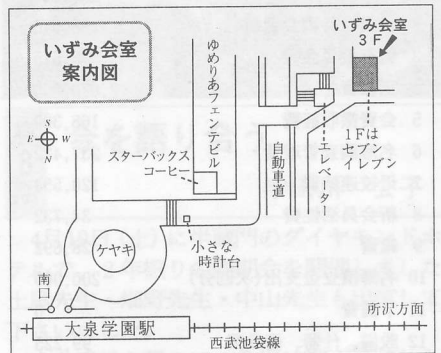 いずみ会室
案内図
いずみ会室
3F
ゆめりあフェンテビル
1Fは
セブン
イレブン
S
E W
N
スターバックス
コーヒー
自動車道
エレベータ
ケヤキ
小さな
時計台
南口
大泉学園駅
所沢方面
西武池袋線